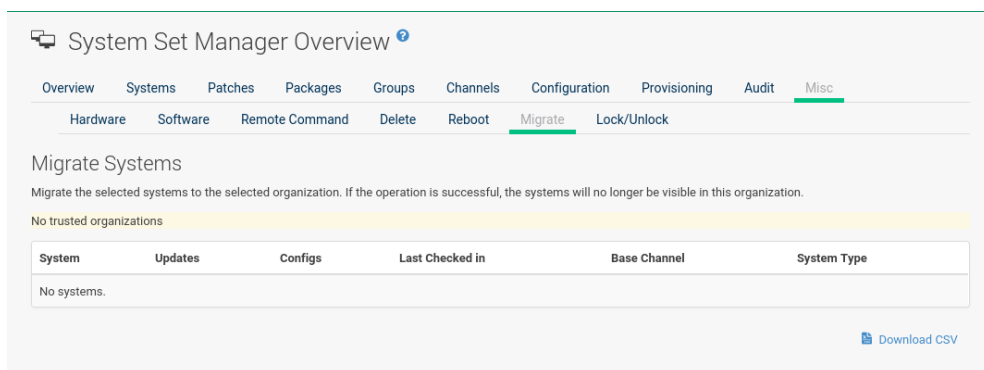 System Set Manager Overview ?
Overview Systems Patches Packages Groups Channels Configuration Provisioning Audit Misc
Hardware Software Remote Command Delete Reboot Migrate Lock/Unlock
Migrate Systems
Migrate the selected systems to the selected organization. If the operation is successful, the systems will no longer be visible in this organization.
No trusted organizations
System Updates Configs Last Checked in Base Channel System Type
No systems.
Download CSV